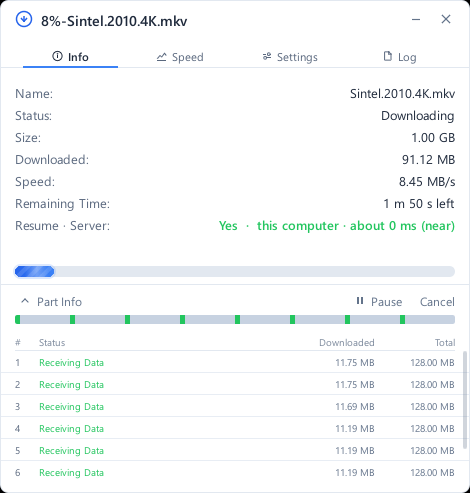 8%-Sintel.2010.4K.mkv
Info Speed Settings Log
Name: Sintel.2010.4K.mkv
Status: Downloading
Size: 1.00 GB
Downloaded: 91.12 MB
Speed: 8.45 MB/s
Remaining Time: 1 m 50 s left
Resume · Server: Yes · this computer · about 0 ms (near)
Part Info Pause Cancel
# Status Downloaded Total
1 Receiving Data 11.75 MB 128.00 MB
2 Receiving Data 11.75 MB 128.00 MB
3 Receiving Data 11.69 MB 128.00 MB
4 Receiving Data 11.19 MB 128.00 MB
5 Receiving Data 11.19 MB 128.00 MB
6 Receiving Data 11.19 MB 128.00 MB